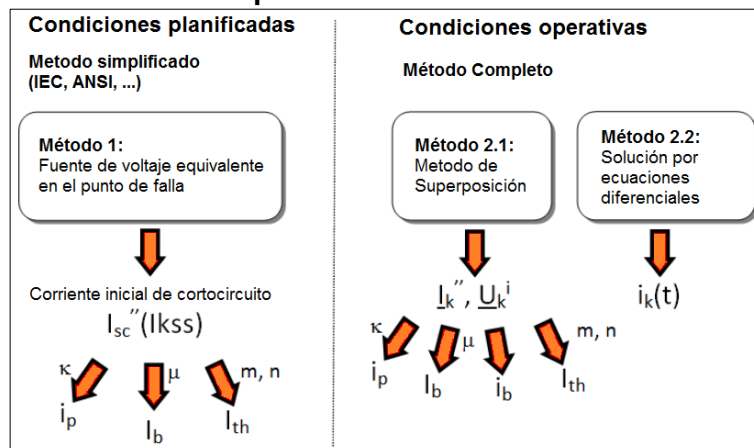 Condiciones planificadas
Metodo simplificado
(IEC, ANSI, ...)
Método 1:
Fuente de voltaje equivalente
en el punto de falla
Corriente inicial de cortocircuito
Isc''(Ikss)
κ
μ
m, n
ip
Ib
Ith
Condiciones operativas
Método Completo
Método 2.1:
Metodo de
Superposición
Método 2.2:
Solución por
ecuaciones
diferenciales
Ik'', Uk^i
ik(t)
κ
μ
m, n
ip
Ib
ib
Ith